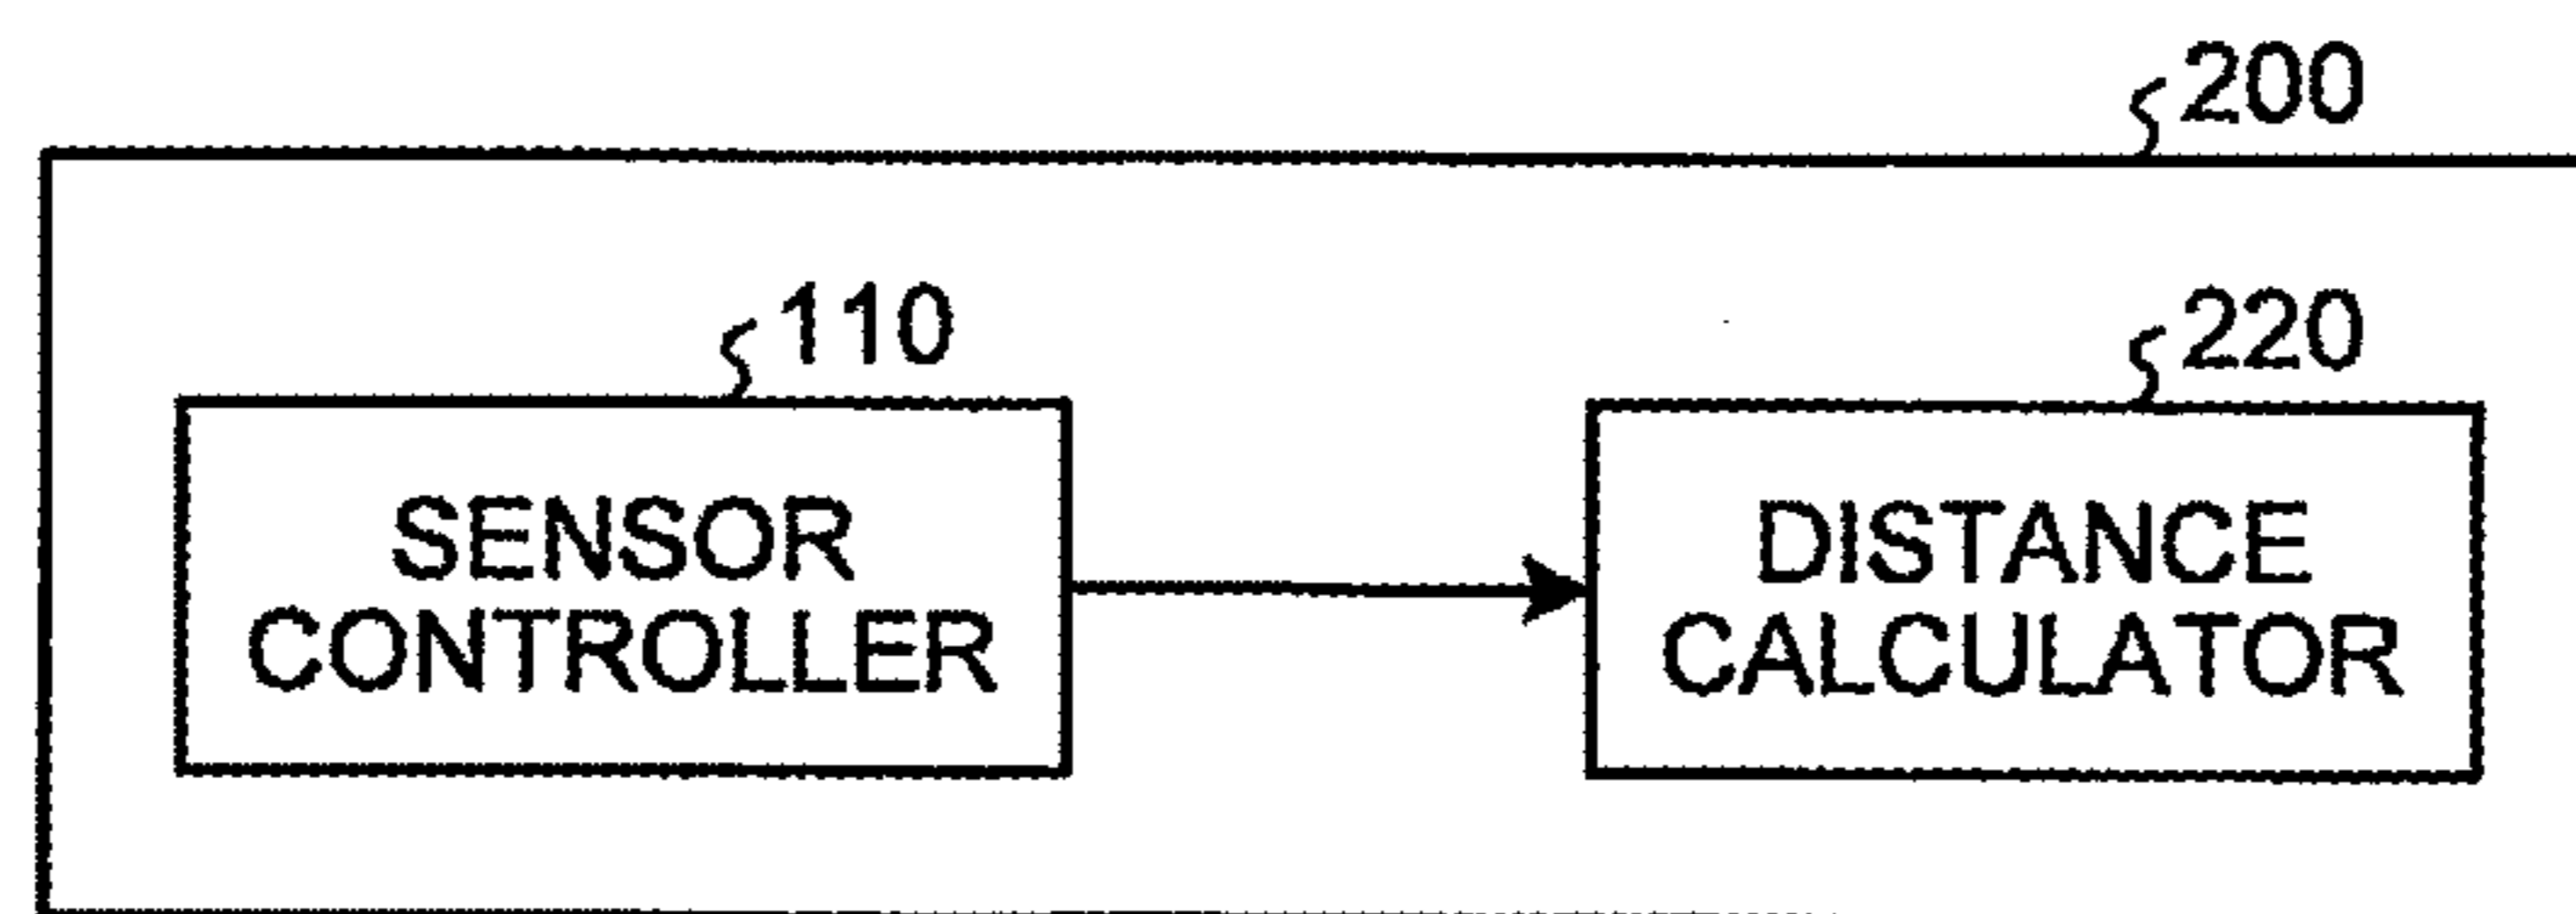 200
110
220
SENSOR
CONTROLLER
DISTANCE
CALCULATOR